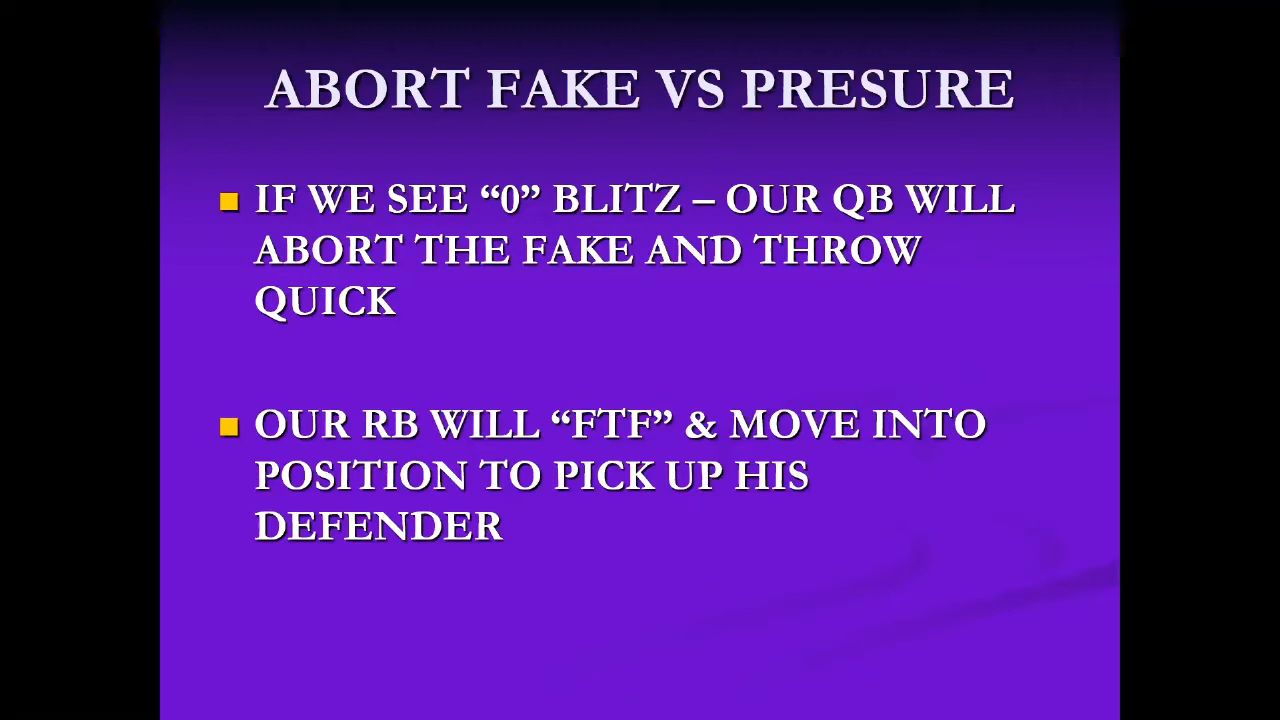 ABORT FAKE VS PRESURE
IF WE SEE “0” BLITZ – OUR QB WILL
ABORT THE FAKE AND THROW
QUICK
OUR RB WILL “FTF” & MOVE INTO
POSITION TO PICK UP HIS
DEFENDER